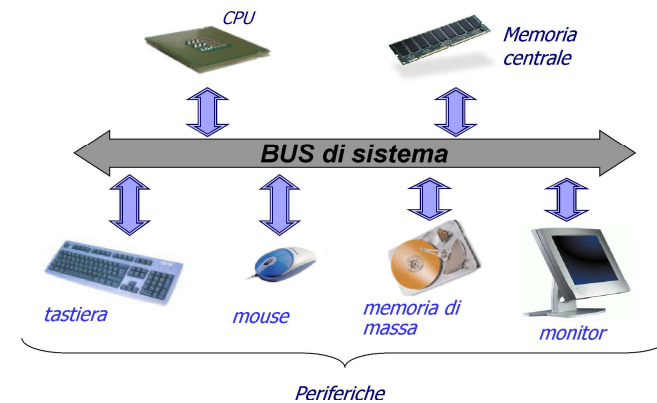 CPU
Memoria
centrale
BUS di sistema
tastiera
mouse
memoria di
massa
monitor
Periferiche